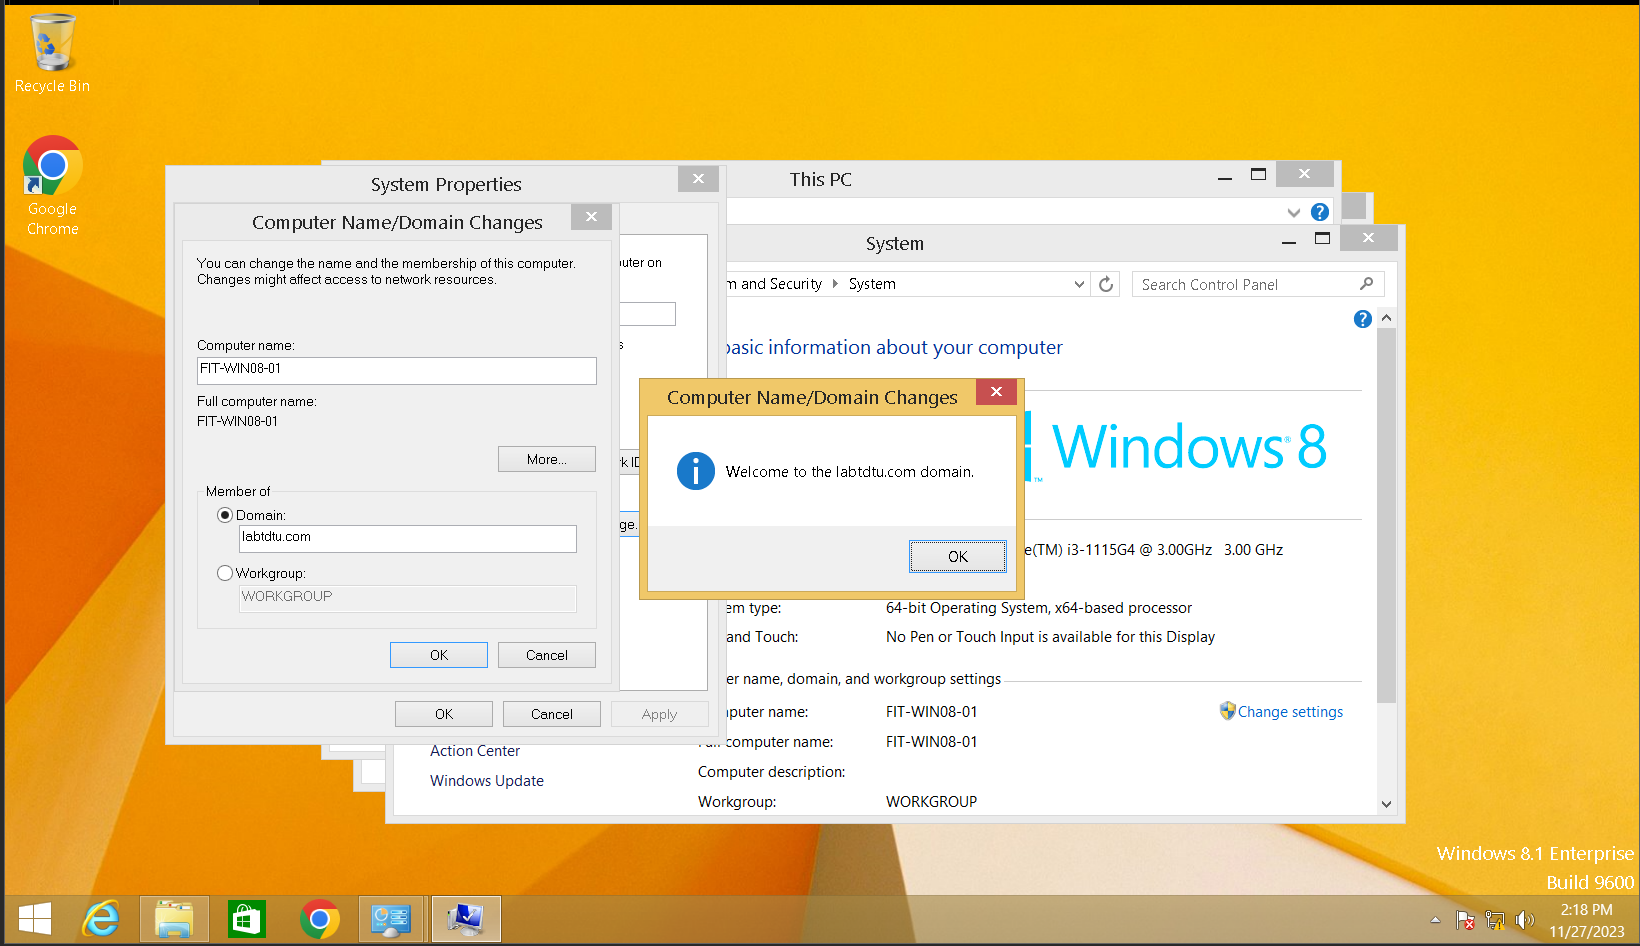 Recycle Bin
Google
Chrome
System Properties
This PC
Computer Name/Domain Changes
System
You can change the name and the membership of this computer.
Changes might affect access to network resources.
uter on
m and Security
System
Search Control Panel
Computer name:
FIT-WIN08-01
Full computer name:
FIT-WIN08-01
More...
Member of
Domain:
labtdtu.com
Workgroup:
WORKGROUP
OK
Cancel
OK
Cancel
Apply
s
rk ID
ge.
basic information about your computer
Windows 8
Computer Name/Domain Changes
Welcome to the labtdtu.com domain.
OK
e(TM) i3-1115G4 @ 3.00GHz 3.00 GHz
em type:
64-bit Operating System, x64-based processor
and Touch:
No Pen or Touch Input is available for this Display
er name, domain, and workgroup settings
puter name:
FIT-WIN08-01
Change settings
computer name:
FIT-WIN08-01
Computer description:
Workgroup:
WORKGROUP
Action Center
Windows Update
Windows 8.1 Enterprise
Build 9600
2:18 PM
11/27/2023